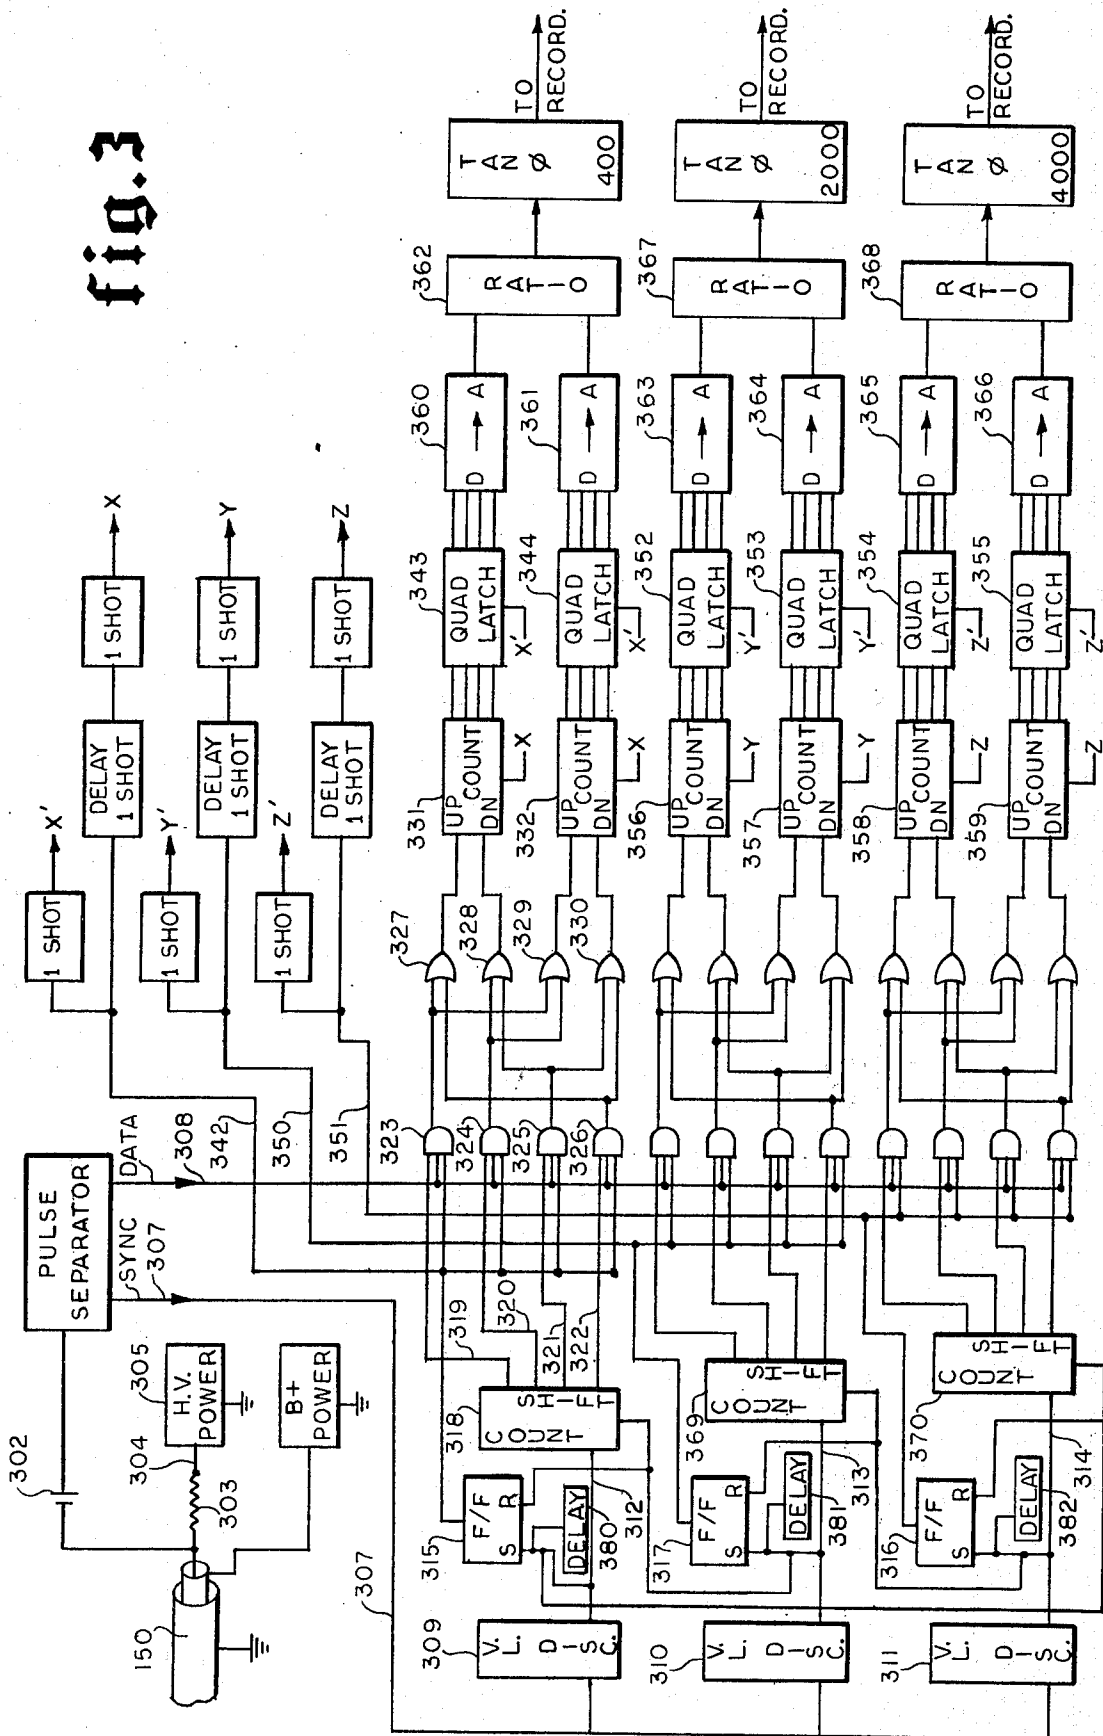 fig.3
150
302
303
304
305
H.V. POWER
B+ POWER
PULSE SEPARATOR
SYNC
307
DATA
308
342
350
351
1 SHOT
X'
DELAY 1 SHOT
1 SHOT
X
1 SHOT
Y'
DELAY 1 SHOT
1 SHOT
Y
1 SHOT
Z'
DELAY 1 SHOT
1 SHOT
Z
307
309
V.L. DISC.
315
F/F
S
R
DELAY
380
312
318
COUNT
SHIFT
319
320
321
322
323
324
325
326
327
328
329
330
331
UP
DN
COUNT
X
332
UP
DN
COUNT
X
343
QUAD LATCH
X'
344
QUAD LATCH
X'
360
D → A
361
D → A
362
RATIO
TAN Ø
400
TO RECORD.
310
V.L. DISC.
317
F/F
S
R
DELAY
381
313
369
COUNT
SHIFT
356
UP
DN
COUNT
Y
357
UP
DN
COUNT
Y
352
QUAD LATCH
Y'
353
QUAD LATCH
Y'
363
D → A
364
D → A
367
RATIO
TAN Ø
2000
TO RECORD.
311
V.L. DISC.
316
F/F
S
R
DELAY
382
314
370
COUNT
SHIFT
358
UP
DN
COUNT
Z
359
UP
DN
COUNT
Z
354
QUAD LATCH
Z'
355
QUAD LATCH
Z'
365
D → A
366
D → A
368
RATIO
TAN Ø
4000
TO RECORD.